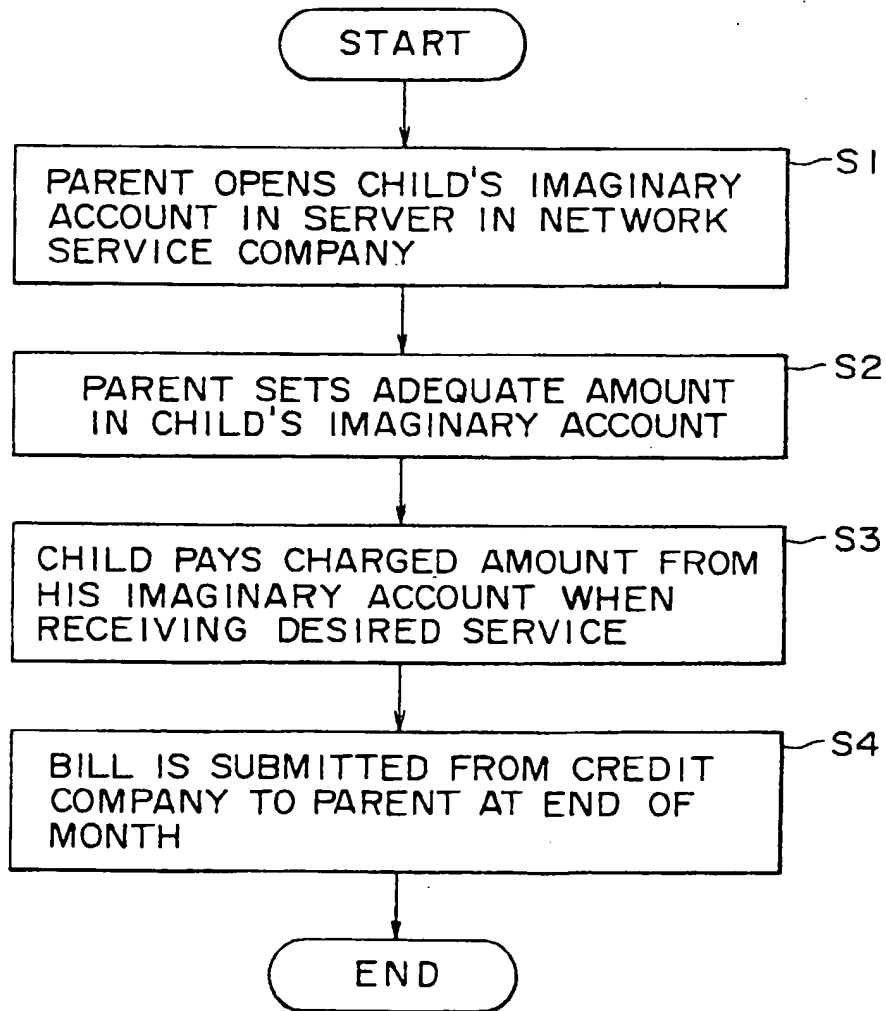 START
S1
PARENT OPENS CHILD'S IMAGINARY
ACCOUNT IN SERVER IN NETWORK
SERVICE COMPANY
S2
PARENT SETS ADEQUATE AMOUNT
IN CHILD'S IMAGINARY ACCOUNT
S3
CHILD PAYS CHARGED AMOUNT FROM
HIS IMAGINARY ACCOUNT WHEN
RECEIVING DESIRED SERVICE
S4
BILL IS SUBMITTED FROM CREDIT
COMPANY TO PARENT AT END OF
MONTH
END